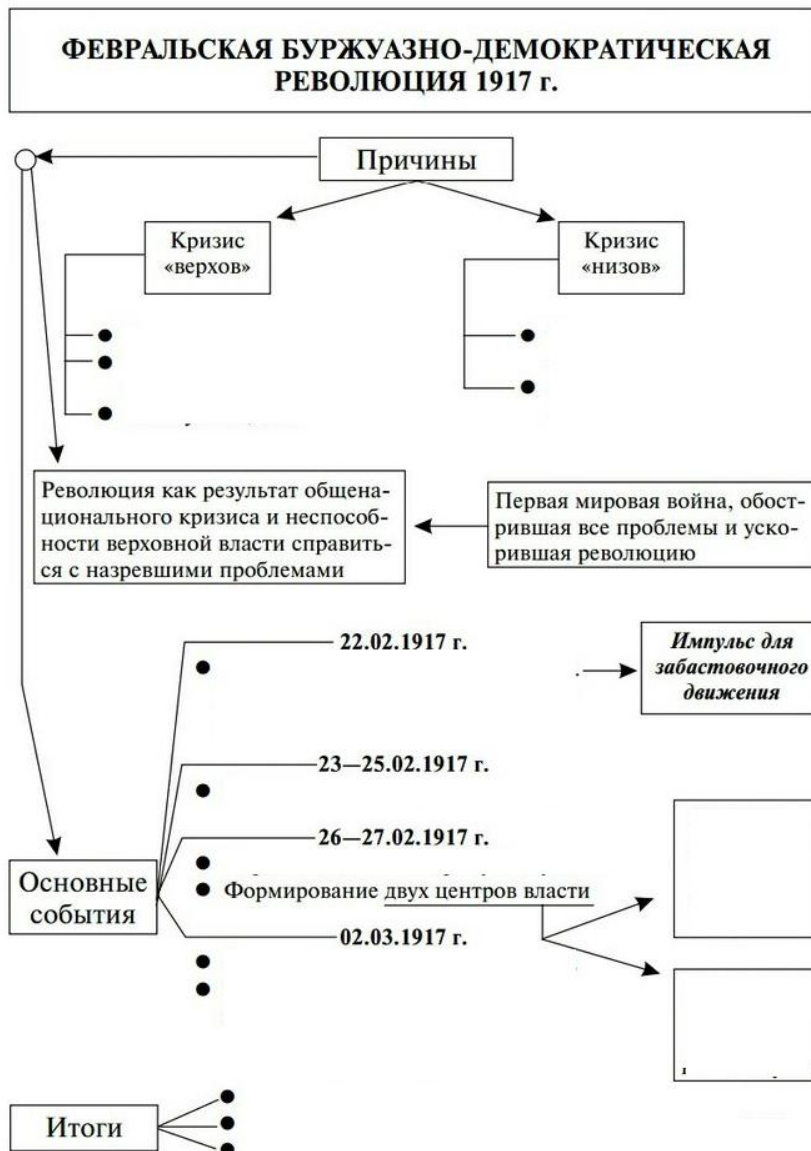 ФЕВРАЛЬСКАЯ БУРЖУАЗНО-ДЕМОКРАТИЧЕСКАЯ
РЕВОЛЮЦИЯ 1917 г.
Причины
Кризис
«верхов»
Кризис
«низов»
Революция как результат общена-
ционального кризиса и неспособ-
ности верховной власти справить-
ся с назревшими проблемами
Первая мировая война, обост-
рившая все проблемы и уско-
рившая революцию
22.02.1917 г.
Импульс для
забастовочного
движения
23—25.02.1917 г.
26—27.02.1917 г.
Основные
события
Формирование двух центров власти
02.03.1917 г.
Итоги